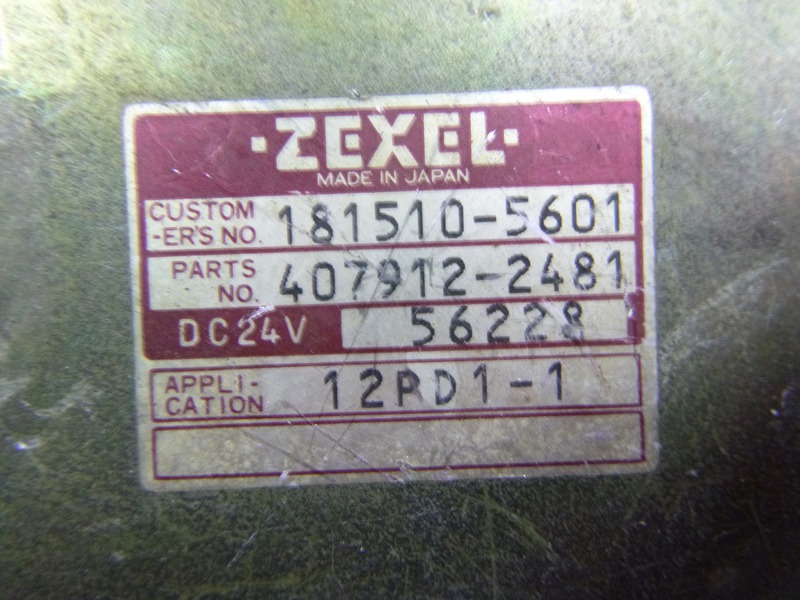 ·ZEXEL·
MADE IN JAPAN
CUSTOM
-ER'S NO. 181510-5601
PARTS
NO. 407912-2481
DC24V 56228
APPLI-
CATION 12PD1-1